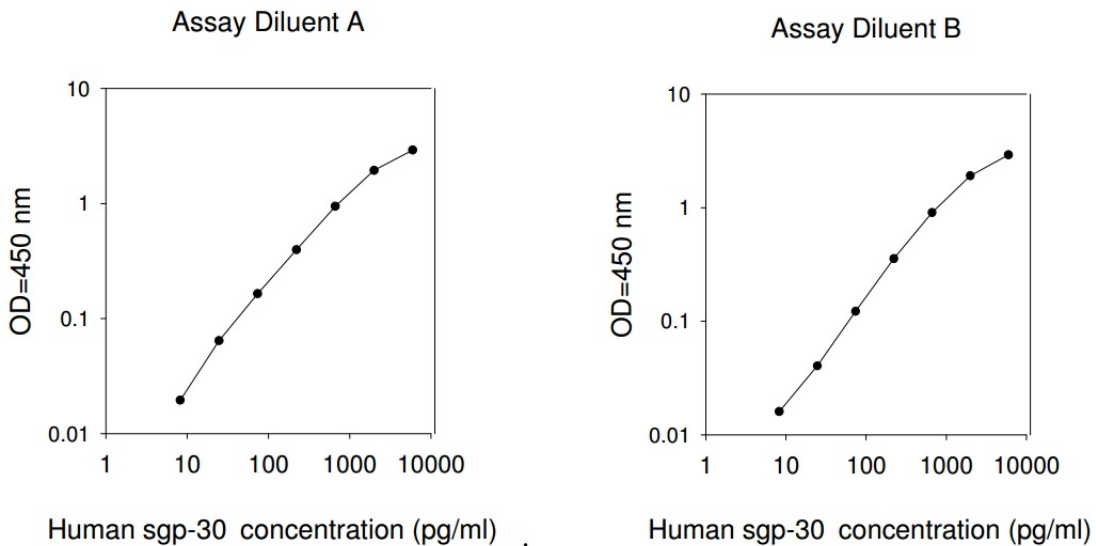 Assay Diluent A
10
1
0.1
0.01
OD=450 nm
1 10 100 1000 10000
Human sgp-30 concentration (pg/ml) .
Assay Diluent B
10
1
0.1
0.01
OD=450 nm
1 10 100 1000 10000
Human sgp-30 concentration (pg/ml)